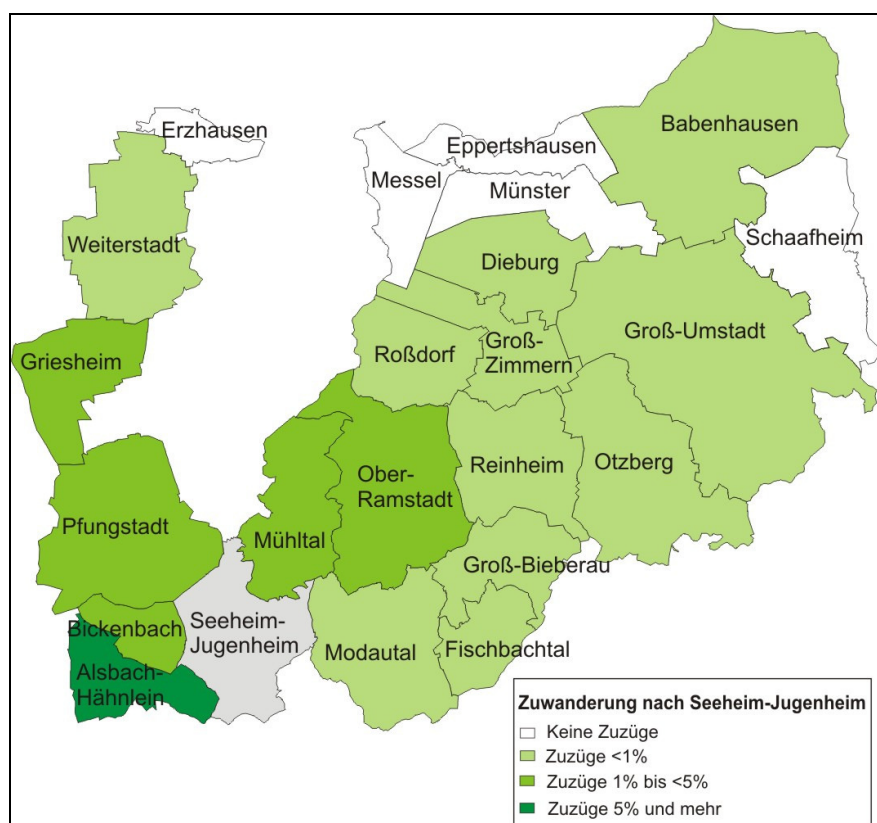 Erzhausen
Babenhausen
Eppertshausen
Messel
Münster
Schaafheim
Weiterstadt
Dieburg
Groß-Umstadt
Griesheim
Roßdorf
Groß-
Zimmern
Ober-
Ramstadt
Reinheim
Otzberg
Pfungstadt
Mühltal
Groß-Bieberau
Seeheim-
Jugenheim
Bickenbach
Modautal
Fischbachtal
Alsbach-
Hähnlein
Zuwanderung nach Seeheim-Jugenheim
Keine Zuzüge
Zuzüge <1%
Zuzüge 1% bis <5%
Zuzüge 5% und mehr